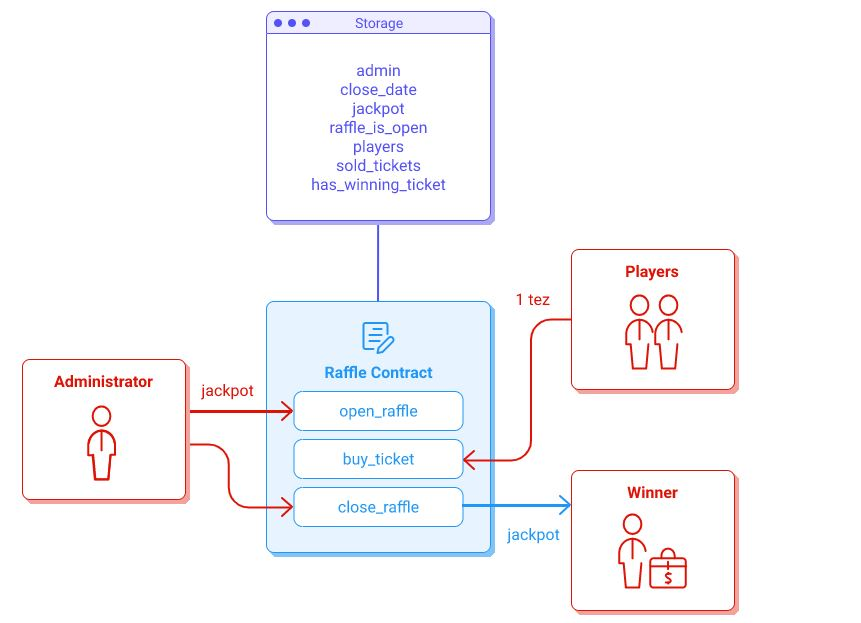 Storage
admin
close_date
jackpot
raffle_is_open
players
sold_tickets
has_winning_ticket
Players
1 tez
Raffle Contract
Administrator
jackpot
open_raffle
buy_ticket
close_raffle
Winner
jackpot
$